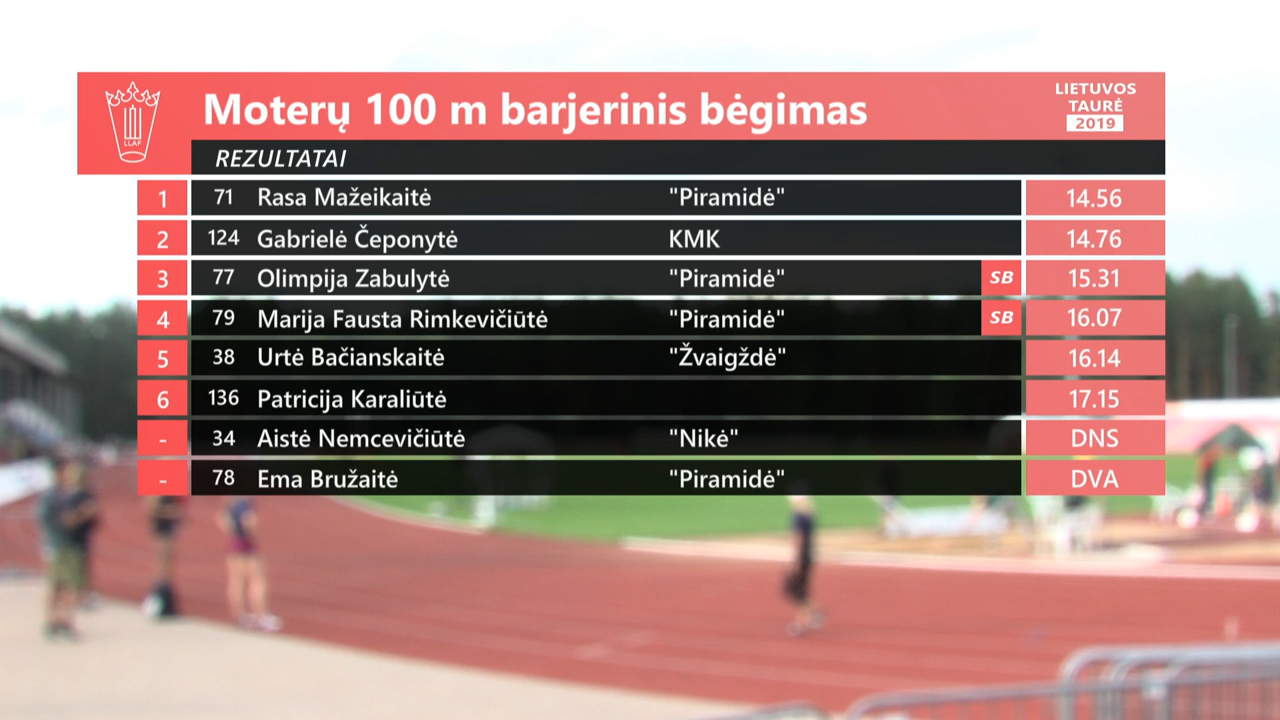 LLAF
Moterų 100 m barjerinis bėgimas
LIETUVOS
TAURĖ
2019
REZULTATAI
1 71 Rasa Mažeikaitė "Piramidė" 14.56
2 124 Gabrielė Čeponytė KMK 14.76
3 77 Olimpija Zabulytė "Piramidė" SB 15.31
4 79 Marija Fausta Rimkevičiūtė "Piramidė" SB 16.07
5 38 Urtė Bačianskaitė "Žvaigždė" 16.14
6 136 Patricija Karaliūtė 17.15
- 34 Aistė Nemcevičiūtė "Nikė" DNS
- 78 Ema Bružaitė "Piramidė" DVA